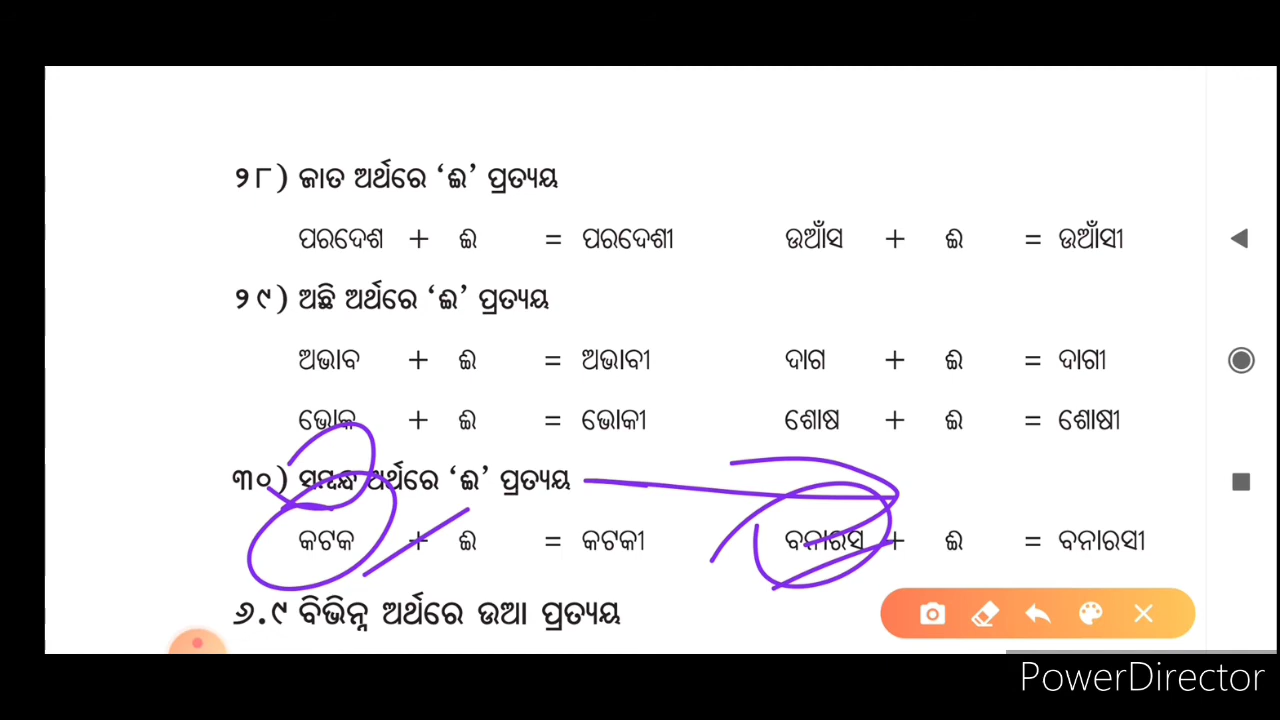 ୨୮) ଜାତ ଅର୍ଥରେ ‘ଈ’ ପ୍ରତ୍ୟୟ
ପରଦେଶ + ଈ = ପରଦେଶୀ ଉଆଁସ + ଈ = ଉଆଁସୀ
୨୯) ଅଛି ଅର୍ଥରେ ‘ଈ’ ପ୍ରତ୍ୟୟ
ଅଭାବ + ଈ = ଅଭାବୀ ଦାଗ + ଈ = ଦାଗୀ
ଭୋକ + ଈ = ଭୋକୀ ଶୋଷ + ଈ = ଶୋଷୀ
୩୦) ସମ୍ବନ୍ଧ ଅର୍ଥରେ ‘ଈ’ ପ୍ରତ୍ୟୟ
କଟକ + ଈ = କଟକୀ ବନାରସ + ଈ = ବନାରସୀ
୬.୯ ବିଭିନ୍ନ ଅର୍ଥରେ ଉଆ ପ୍ରତ୍ୟୟ
PowerDirector